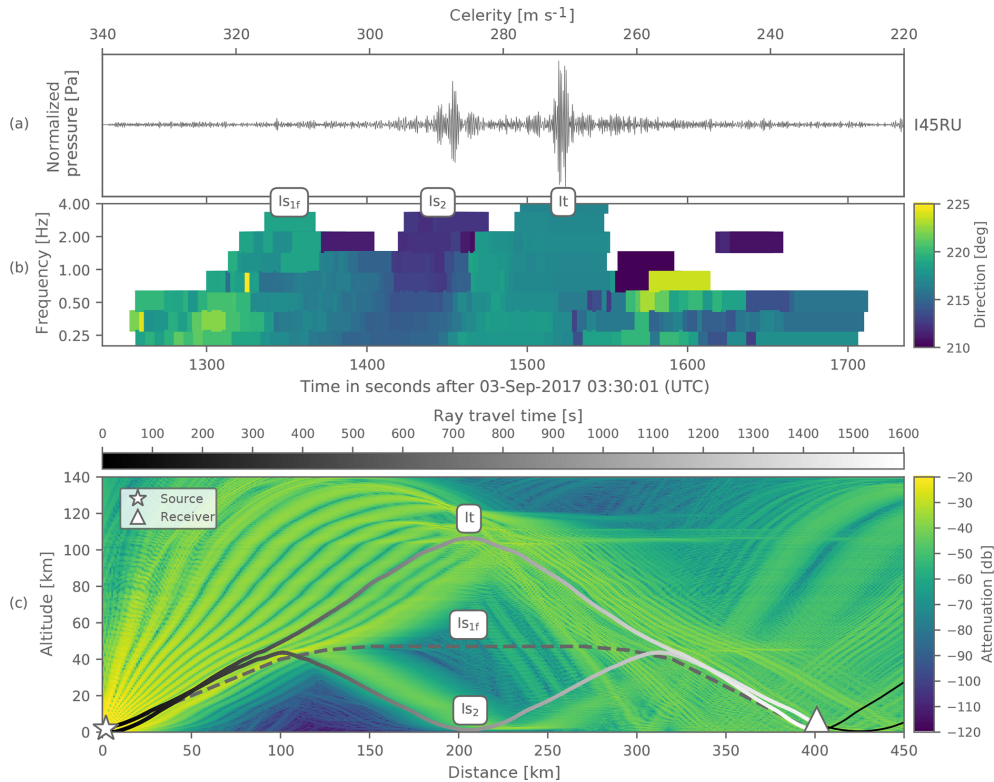 Celerity [m s-1]
340 320 300 280 260 240 220
(a)
Normalized
pressure [Pa]
I45RU
Is1f Is2 It
(b)
Frequency [Hz]
4.00
2.00
1.00
0.50
0.25
225
220
215
210
Direction [deg]
1300 1400 1500 1600 1700
Time in seconds after 03-Sep-2017 03:30:01 (UTC)
Ray travel time [s]
0 100 200 300 400 500 600 700 800 900 1000 1100 1200 1300 1400 1500 1600
(c)
Altitude [km]
140
120
100
80
60
40
20
0
Source
Receiver
It
Is1f
Is2
−20
−30
−40
−50
−60
−70
−80
−90
−100
−110
−120
Attenuation [db]
0 50 100 150 200 250 300 350 400 450
Distance [km]